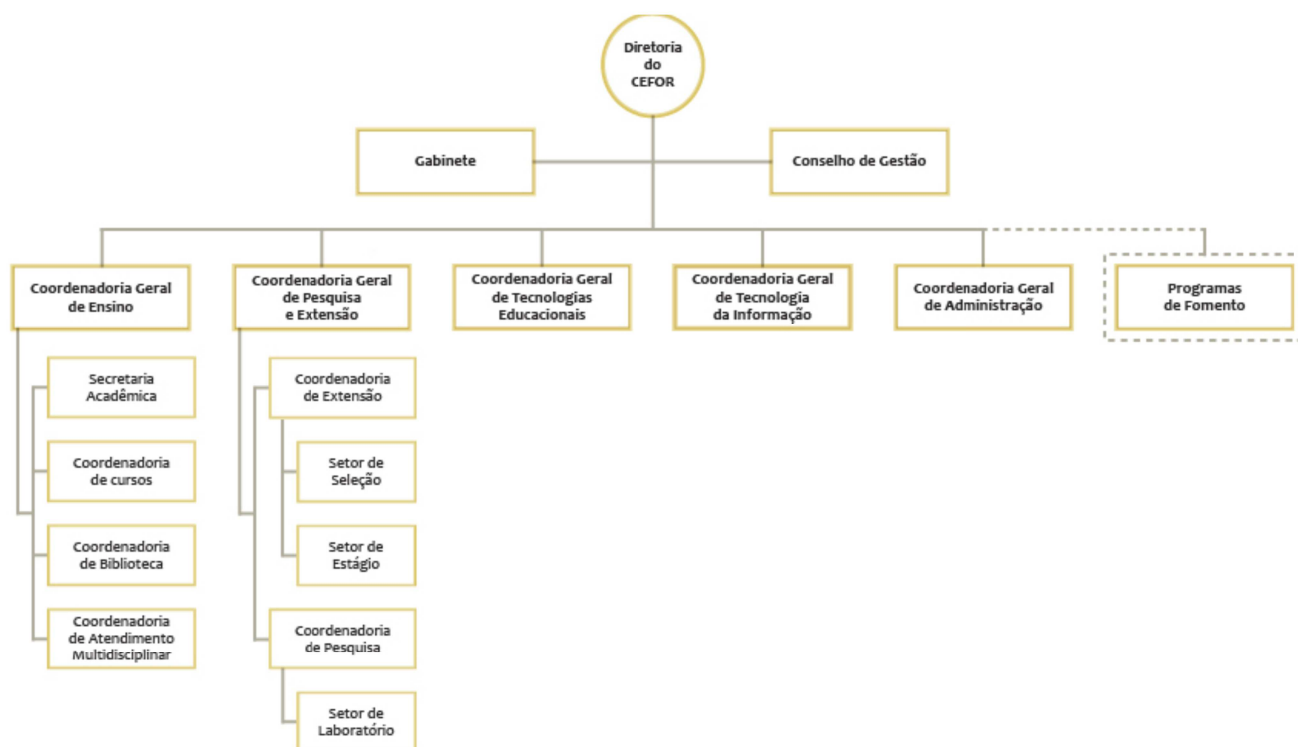 Diretoria
do
CEFOR
Gabinete
Conselho de Gestão
Coordenadoria Geral
de Ensino
Coordenadoria Geral
de Pesquisa
e Extensão
Coordenadoria Geral
de Tecnologias
Educacionais
Coordenadoria Geral
de Tecnologia
da Informação
Coordenadoria Geral
de Administração
Programas
de Fomento
Secretaria
Acadêmica
Coordenadoria
de cursos
Coordenadoria
de Biblioteca
Coordenadoria
de Atendimento
Multidisciplinar
Coordenadoria
de Extensão
Setor de
Seleção
Setor de
Estágio
Coordenadoria
de Pesquisa
Setor de
Laboratório